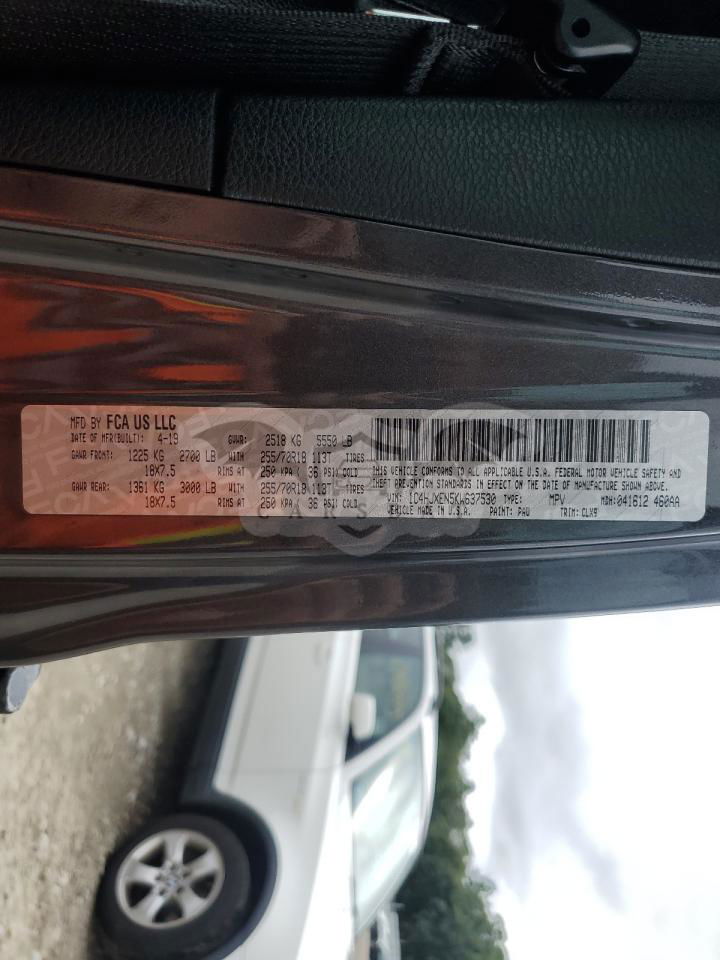 MFD BY FCA US LLC
DATE OF MFR(BUILT): 4-19 GVWR: 2518 KG 5550 LB
GAWR FRONT: 1225 KG 2700 LB WITH 255/70R18 113T TIRES
18X7.5 RIMS AT 250 KPA 36 PSI COLD
GAWR REAR: 1361 KG 3000 LB WITH 255/70R18 113T TIRES
18X7.5 RIMS AT 250 KPA 36 PSI COLD
THIS VEHICLE CONFORMS TO ALL APPLICABLE U.S.A. FEDERAL MOTOR VEHICLE SAFETY AND
THEFT PREVENTION STANDARDS IN EFFECT ON THE DATE OF MANUFACTURE SHOWN ABOVE.
VIN: 1C4HJXEN5KW637530 TYPE: MPV MDH: 041612 460AA
VEHICLE MADE IN U.S.A. PAINT: PAU TRIM: CLX9
CARS